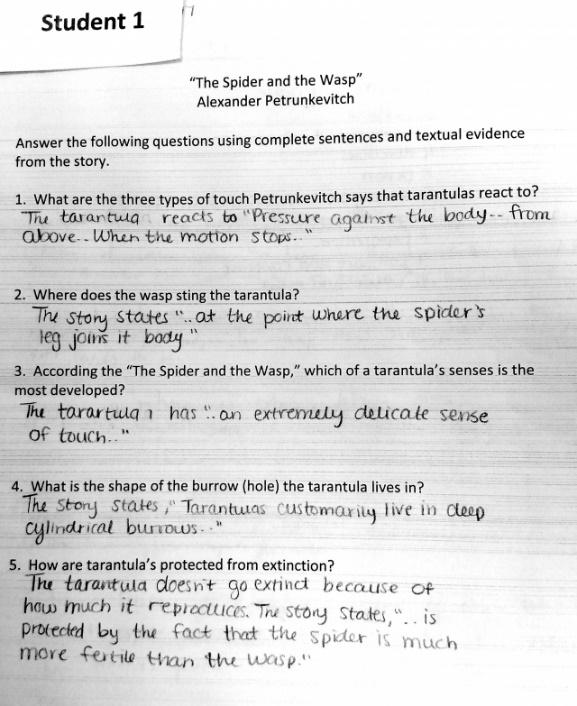 Student 1
"The Spider and the Wasp"
Alexander Petrunkevitch
Answer the following questions using complete sentences and textual evidence
from the story.
1. What are the three types of touch Petrunkevitch says that tarantulas react to?
The tarantula reacts to "Pressure against the body-- from
above.. When the motion stops.."
2. Where does the wasp sting the tarantula?
The story states "..at the point where the spider's
leg joins it body"
3. According the "The Spider and the Wasp," which of a tarantula's senses is the
most developed?
The tarartula has "..an extremely delicate sense
of touch.."
4. What is the shape of the burrow (hole) the tarantula lives in?
The story states," Tarantulas customarily live in deep
cylindrical burrows..."
5. How are tarantula's protected from extinction?
The tarantula doesn't go extinct because of
how much it reproduces. The story states,"..is
protected by the fact that the spider is much
more fertile than the wasp."